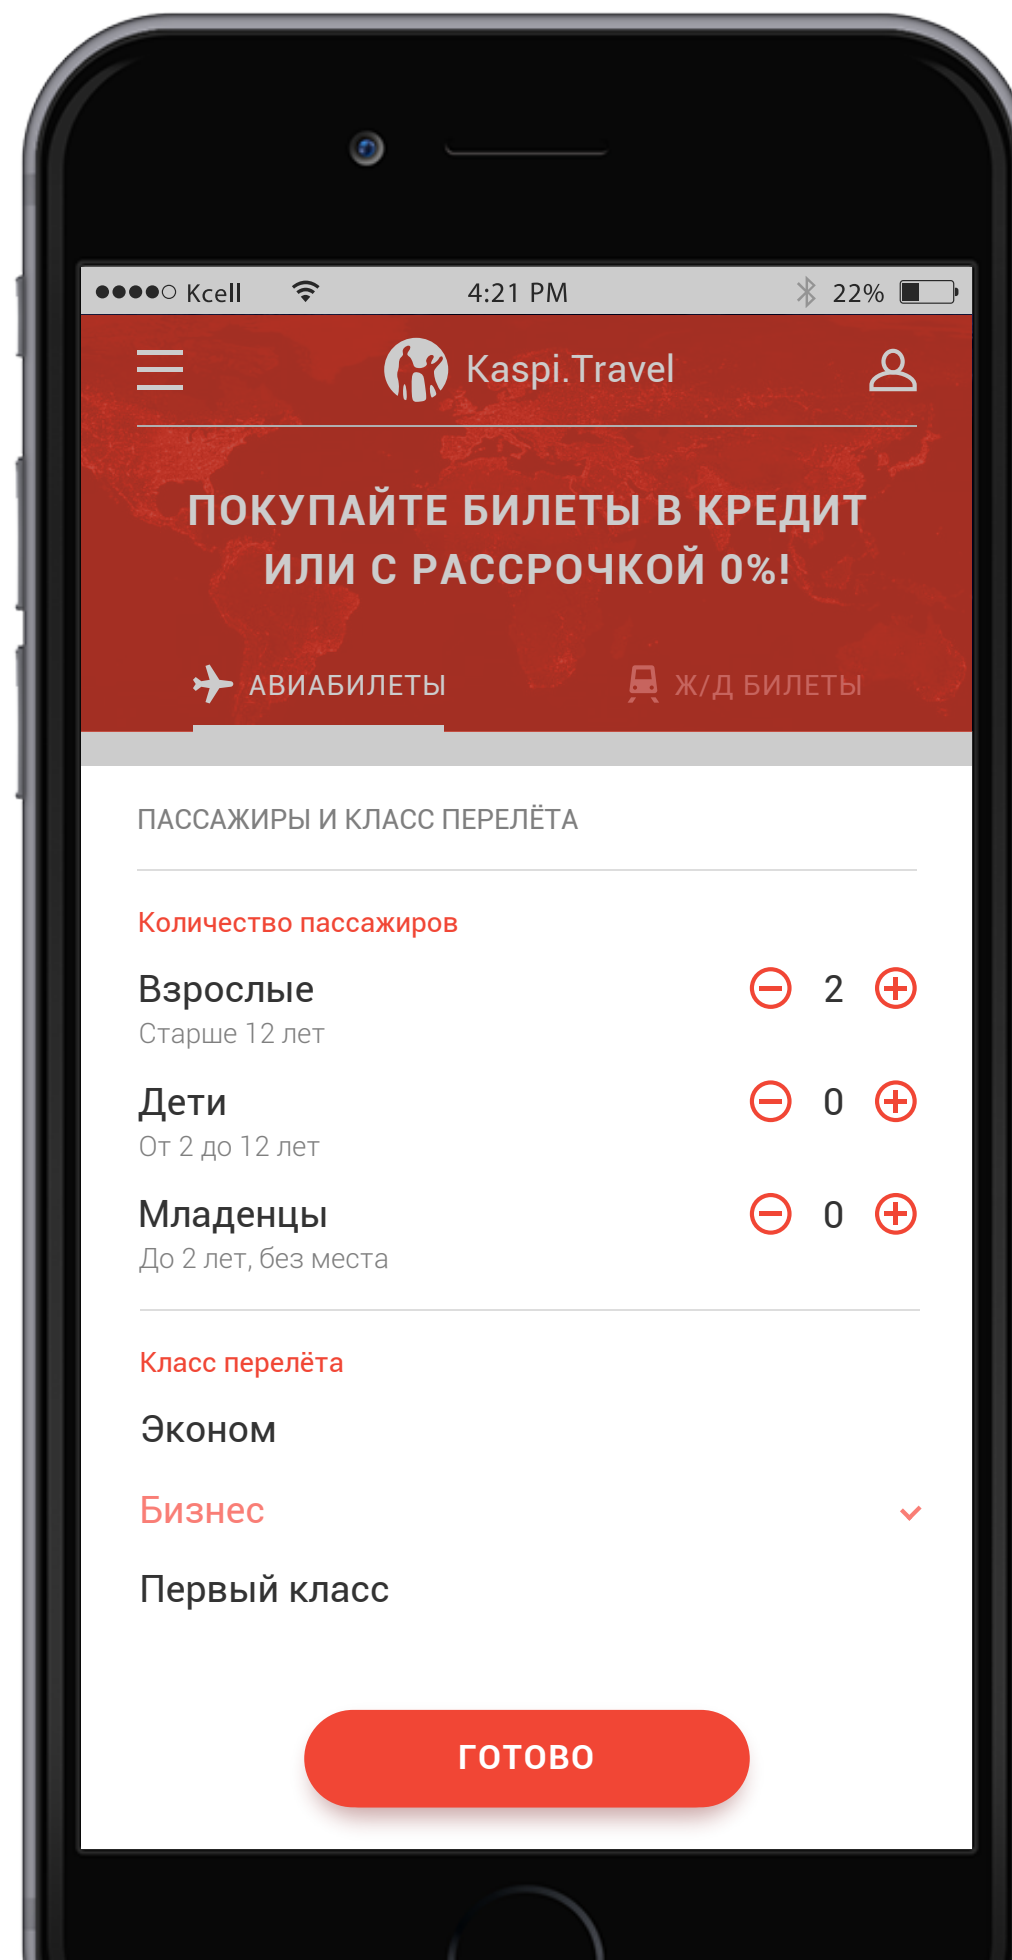 Kcell 4:21 PM 22%
Kaspi.Travel
ПОКУПАЙТЕ БИЛЕТЫ В КРЕДИТ
ИЛИ С РАССРОЧКОЙ 0%!
АВИАБИЛЕТЫ Ж/Д БИЛЕТЫ
ПАССАЖИРЫ И КЛАСС ПЕРЕЛЁТА
Количество пассажиров
Взрослые 2
Старше 12 лет
Дети 0
От 2 до 12 лет
Младенцы 0
До 2 лет, без места
Класс перелёта
Эконом
Бизнес
Первый класс
ГОТОВО